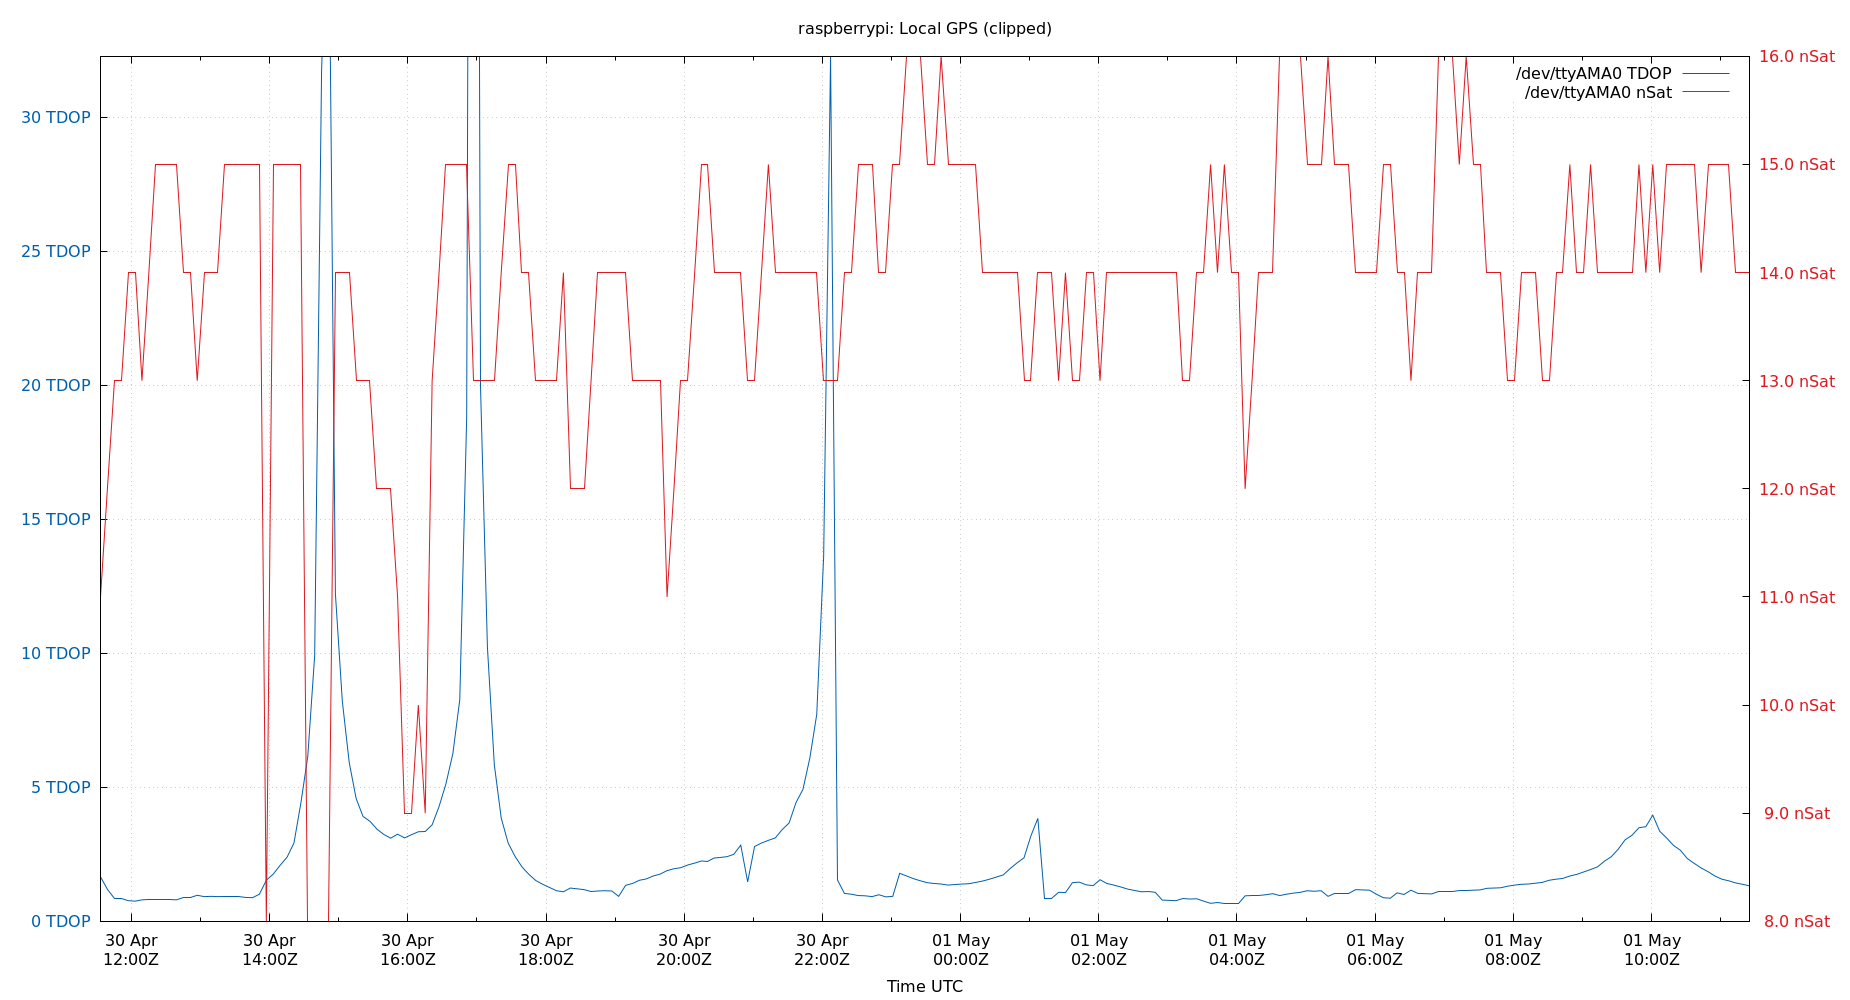 raspberrypi: Local GPS (clipped)
/dev/ttyAMA0 TDOP
/dev/ttyAMA0 nSat
30 TDOP
25 TDOP
20 TDOP
15 TDOP
10 TDOP
5 TDOP
0 TDOP
16.0 nSat
15.0 nSat
14.0 nSat
13.0 nSat
12.0 nSat
11.0 nSat
10.0 nSat
9.0 nSat
8.0 nSat
30 Apr
12:00Z
30 Apr
14:00Z
30 Apr
16:00Z
30 Apr
18:00Z
30 Apr
20:00Z
30 Apr
22:00Z
01 May
00:00Z
01 May
02:00Z
01 May
04:00Z
01 May
06:00Z
01 May
08:00Z
01 May
10:00Z
Time UTC